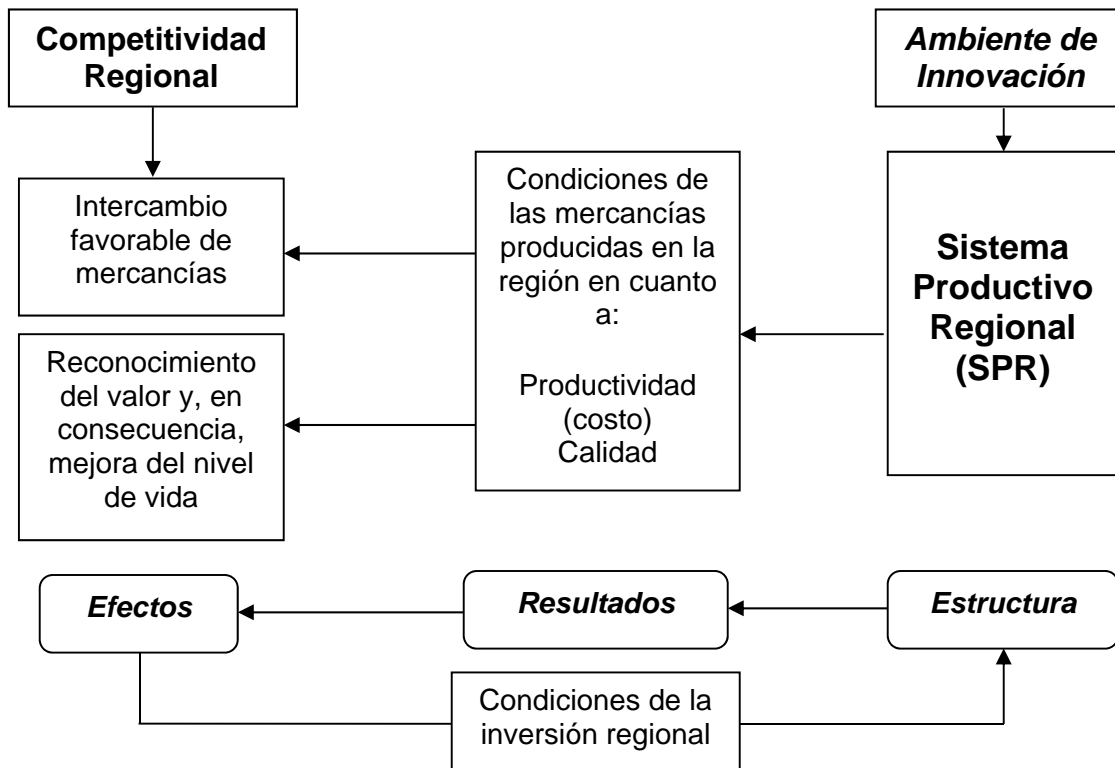 Competitividad
Regional
Ambiente de
Innovación
Intercambio
favorable de
mercancías
Condiciones de
las mercancías
producidas en la
región en cuanto
a:
Productividad
(costo)
Calidad
Sistema
Productivo
Regional
(SPR)
Reconocimiento
del valor y, en
consecuencia,
mejora del nivel
de vida
Efectos
Resultados
Estructura
Condiciones de la
inversión regional